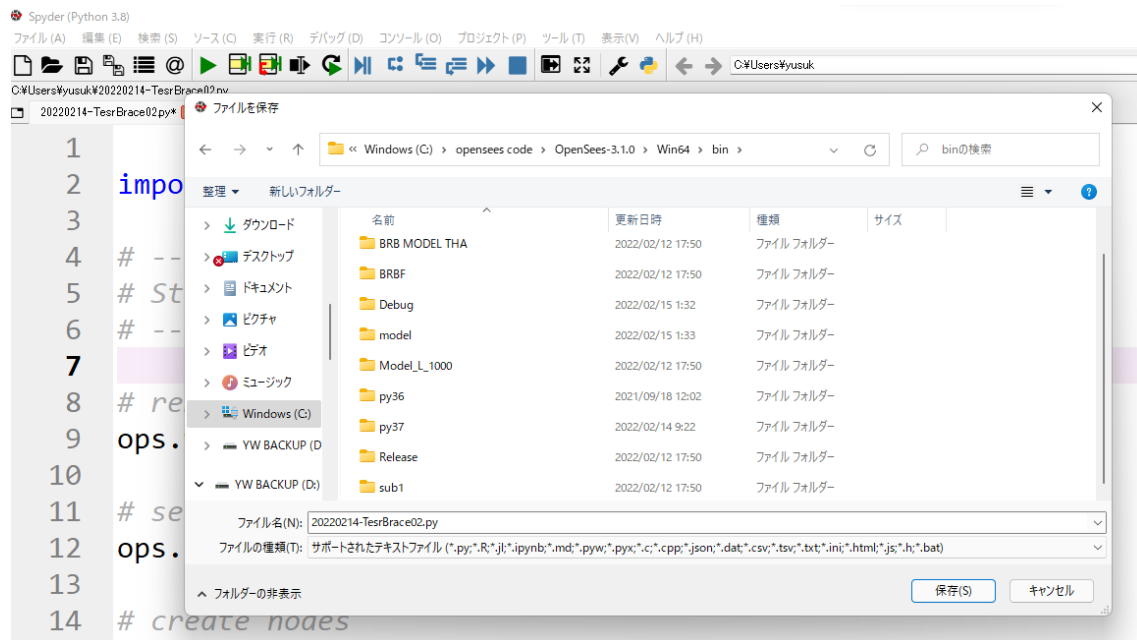 Spyder (Python 3.8)
ファイル (A) 編集 (E) 検索 (S) ソース (C) 実行 (R) デバッグ (D) コンソール (O) プロジェクト (P) ツール (T) 表示(V) ヘルプ (H)
C:¥Users¥yusuk
C:¥Users¥yusuk¥20220214-TesrBrace02.py
20220214-TesrBrace02.py*
ファイルを保存
« Windows (C:) › opensees code › OpenSees-3.1.0 › Win64 › bin ›
binの検索
整理 新しいフォルダー
名前 更新日時 種類 サイズ
ダウンロード
デスクトップ
ドキュメント
ピクチャ
ビデオ
ミュージック
Windows (C:)
YW BACKUP (D
YW BACKUP (D:)
BRB MODEL THA 2022/02/12 17:50 ファイル フォルダー
BRBF 2022/02/12 17:50 ファイル フォルダー
Debug 2022/02/15 1:32 ファイル フォルダー
model 2022/02/15 1:33 ファイル フォルダー
Model_L_1000 2022/02/12 17:50 ファイル フォルダー
py36 2021/09/18 12:02 ファイル フォルダー
py37 2022/02/14 9:22 ファイル フォルダー
Release 2022/02/12 17:50 ファイル フォルダー
sub1 2022/02/12 17:50 ファイル フォルダー
ファイル名(N): 20220214-TesrBrace02.py
ファイルの種類(T): サポートされたテキストファイル (*.py;*.R;*.jl;*.ipynb;*.md;*.pyw;*.pyx;*.c;*.cpp;*.json;*.dat;*.csv;*.tsv;*.txt;*.ini;*.html;*.js;*.h;*.bat)
フォルダーの非表示
保存(S) キャンセル
1
2 impo
3
4 # --
5 # St
6 # --
7
8 # re
9 ops.
10
11 # se
12 ops.
13
14 # create nodes